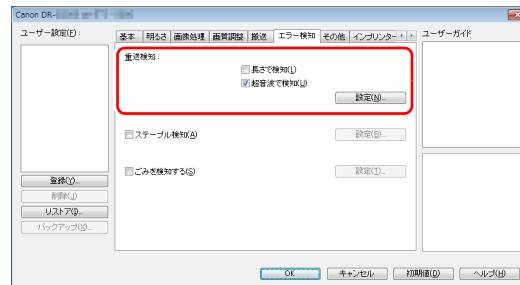 Canon DR-
ユーザー設定(F):
基本 明るさ 画像処理 画質調整 搬送 エラー検知 その他 インプリンター
ユーザーガイド
重送検知:
長さで検知(L)
超音波で検知(U)
設定(N)...
ステープル検知(A)
設定(B)...
ごみを検知する(S)
設定(T)...
登録(Y)...
削除(J)
リストア(I)...
バックアップ(X)...
OK キャンセル 初期値(D) ヘルプ(H)